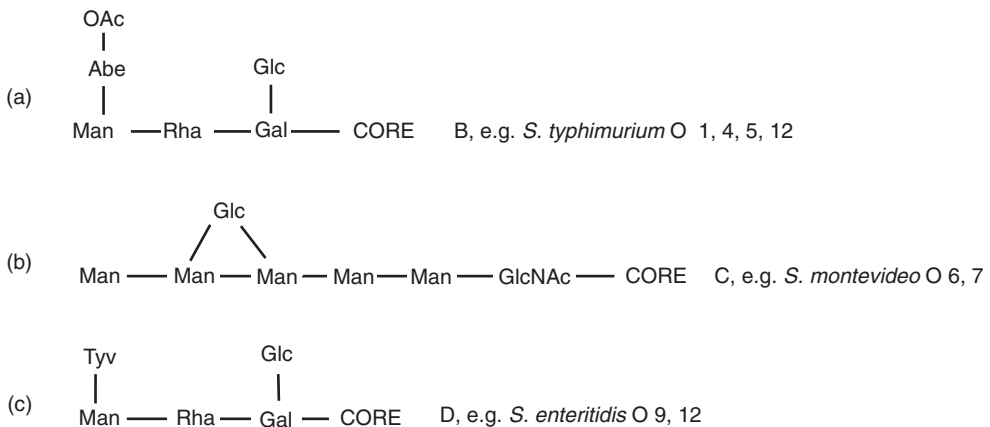 OAc
Abe Glc
(a)
Man Rha Gal CORE B, e.g. S. typhimurium O 1, 4, 5, 12
Glc
(b)
Man Man Man Man Man GlcNAc CORE C, e.g. S. montevideo O 6, 7
Tyv Glc
(c)
Man Rha Gal CORE D, e.g. S. enteritidis O 9, 12